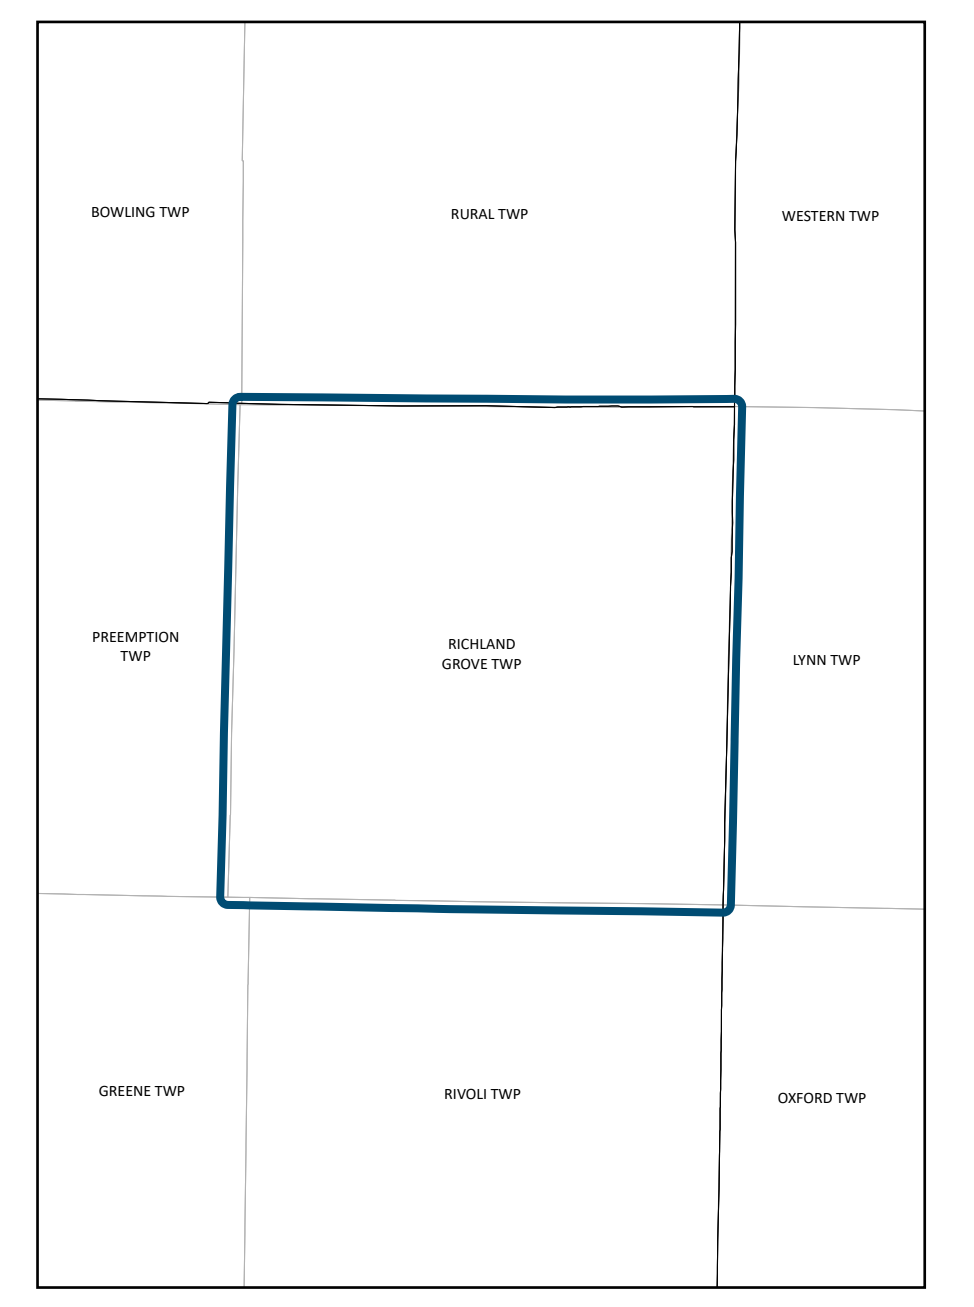 BOWLING TWP
RURAL TWP
WESTERN TWP
PREEMPTION
TWP
RICHLAND
GROVE TWP
LYNN TWP
GREENE TWP
RIVOLI TWP
OXFORD TWP